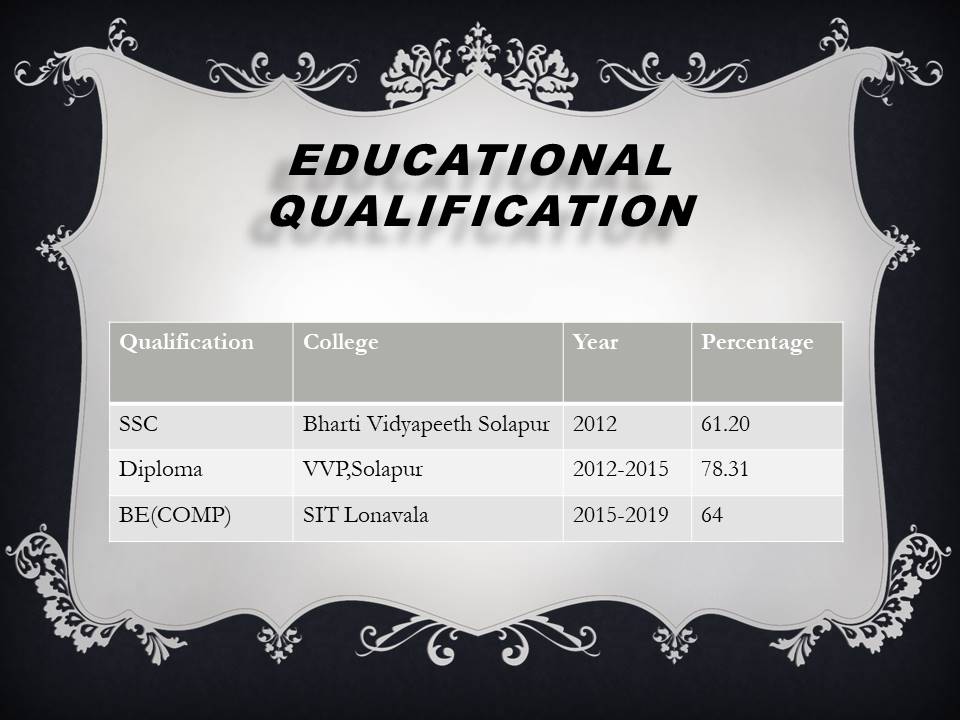 EDUCATIONAL
QUALIFICATION
Qualification College Year Percentage
SSC Bharti Vidyapeeth Solapur 2012 61.20
Diploma VVP,Solapur 2012-2015 78.31
BE(COMP) SIT Lonavala 2015-2019 64